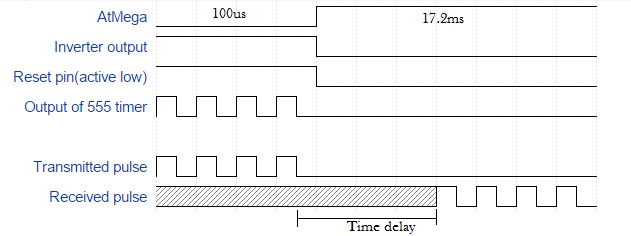 AtMega
100us
17.2ms
Inverter output
Reset pin(active low)
Output of 555 timer
Transmitted pulse
Received pulse
Time delay